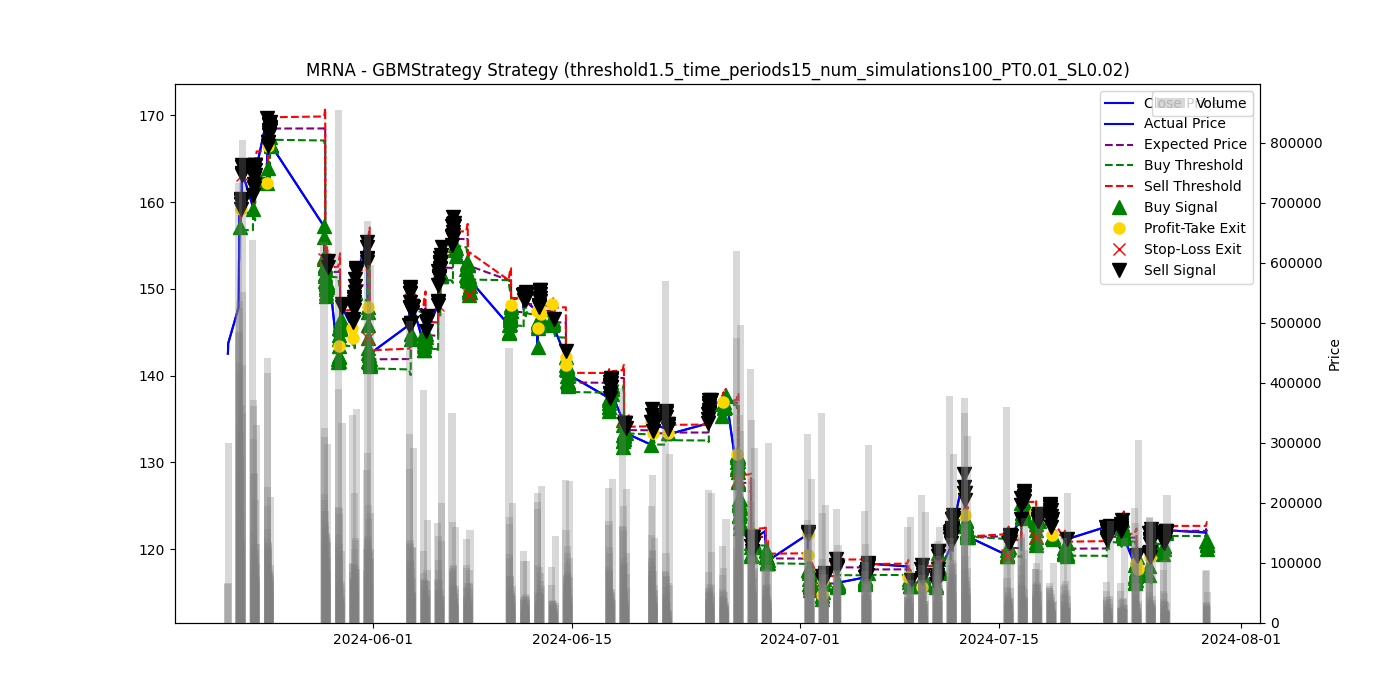 MRNA - GBMStrategy Strategy (threshold1.5_time_periods15_num_simulations100_PT0.01_SL0.02)
170
160
150
140
130
120
Volume
Actual Price
Expected Price
Buy Threshold
Sell Threshold
Buy Signal
Profit-Take Exit
Stop-Loss Exit
Sell Signal
800000
700000
600000
500000
400000
300000
200000
100000
0
Price
2024-06-01
2024-06-15
2024-07-01
2024-07-15
2024-08-01